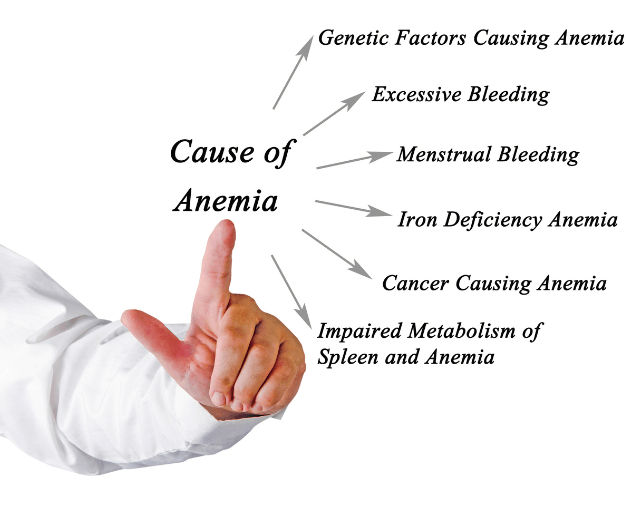 Genetic Factors Causing Anemia
Excessive Bleeding
Cause of
Anemia
Menstrual Bleeding
Iron Deficiency Anemia
Cancer Causing Anemia
Impaired Metabolism of
Spleen and Anemia